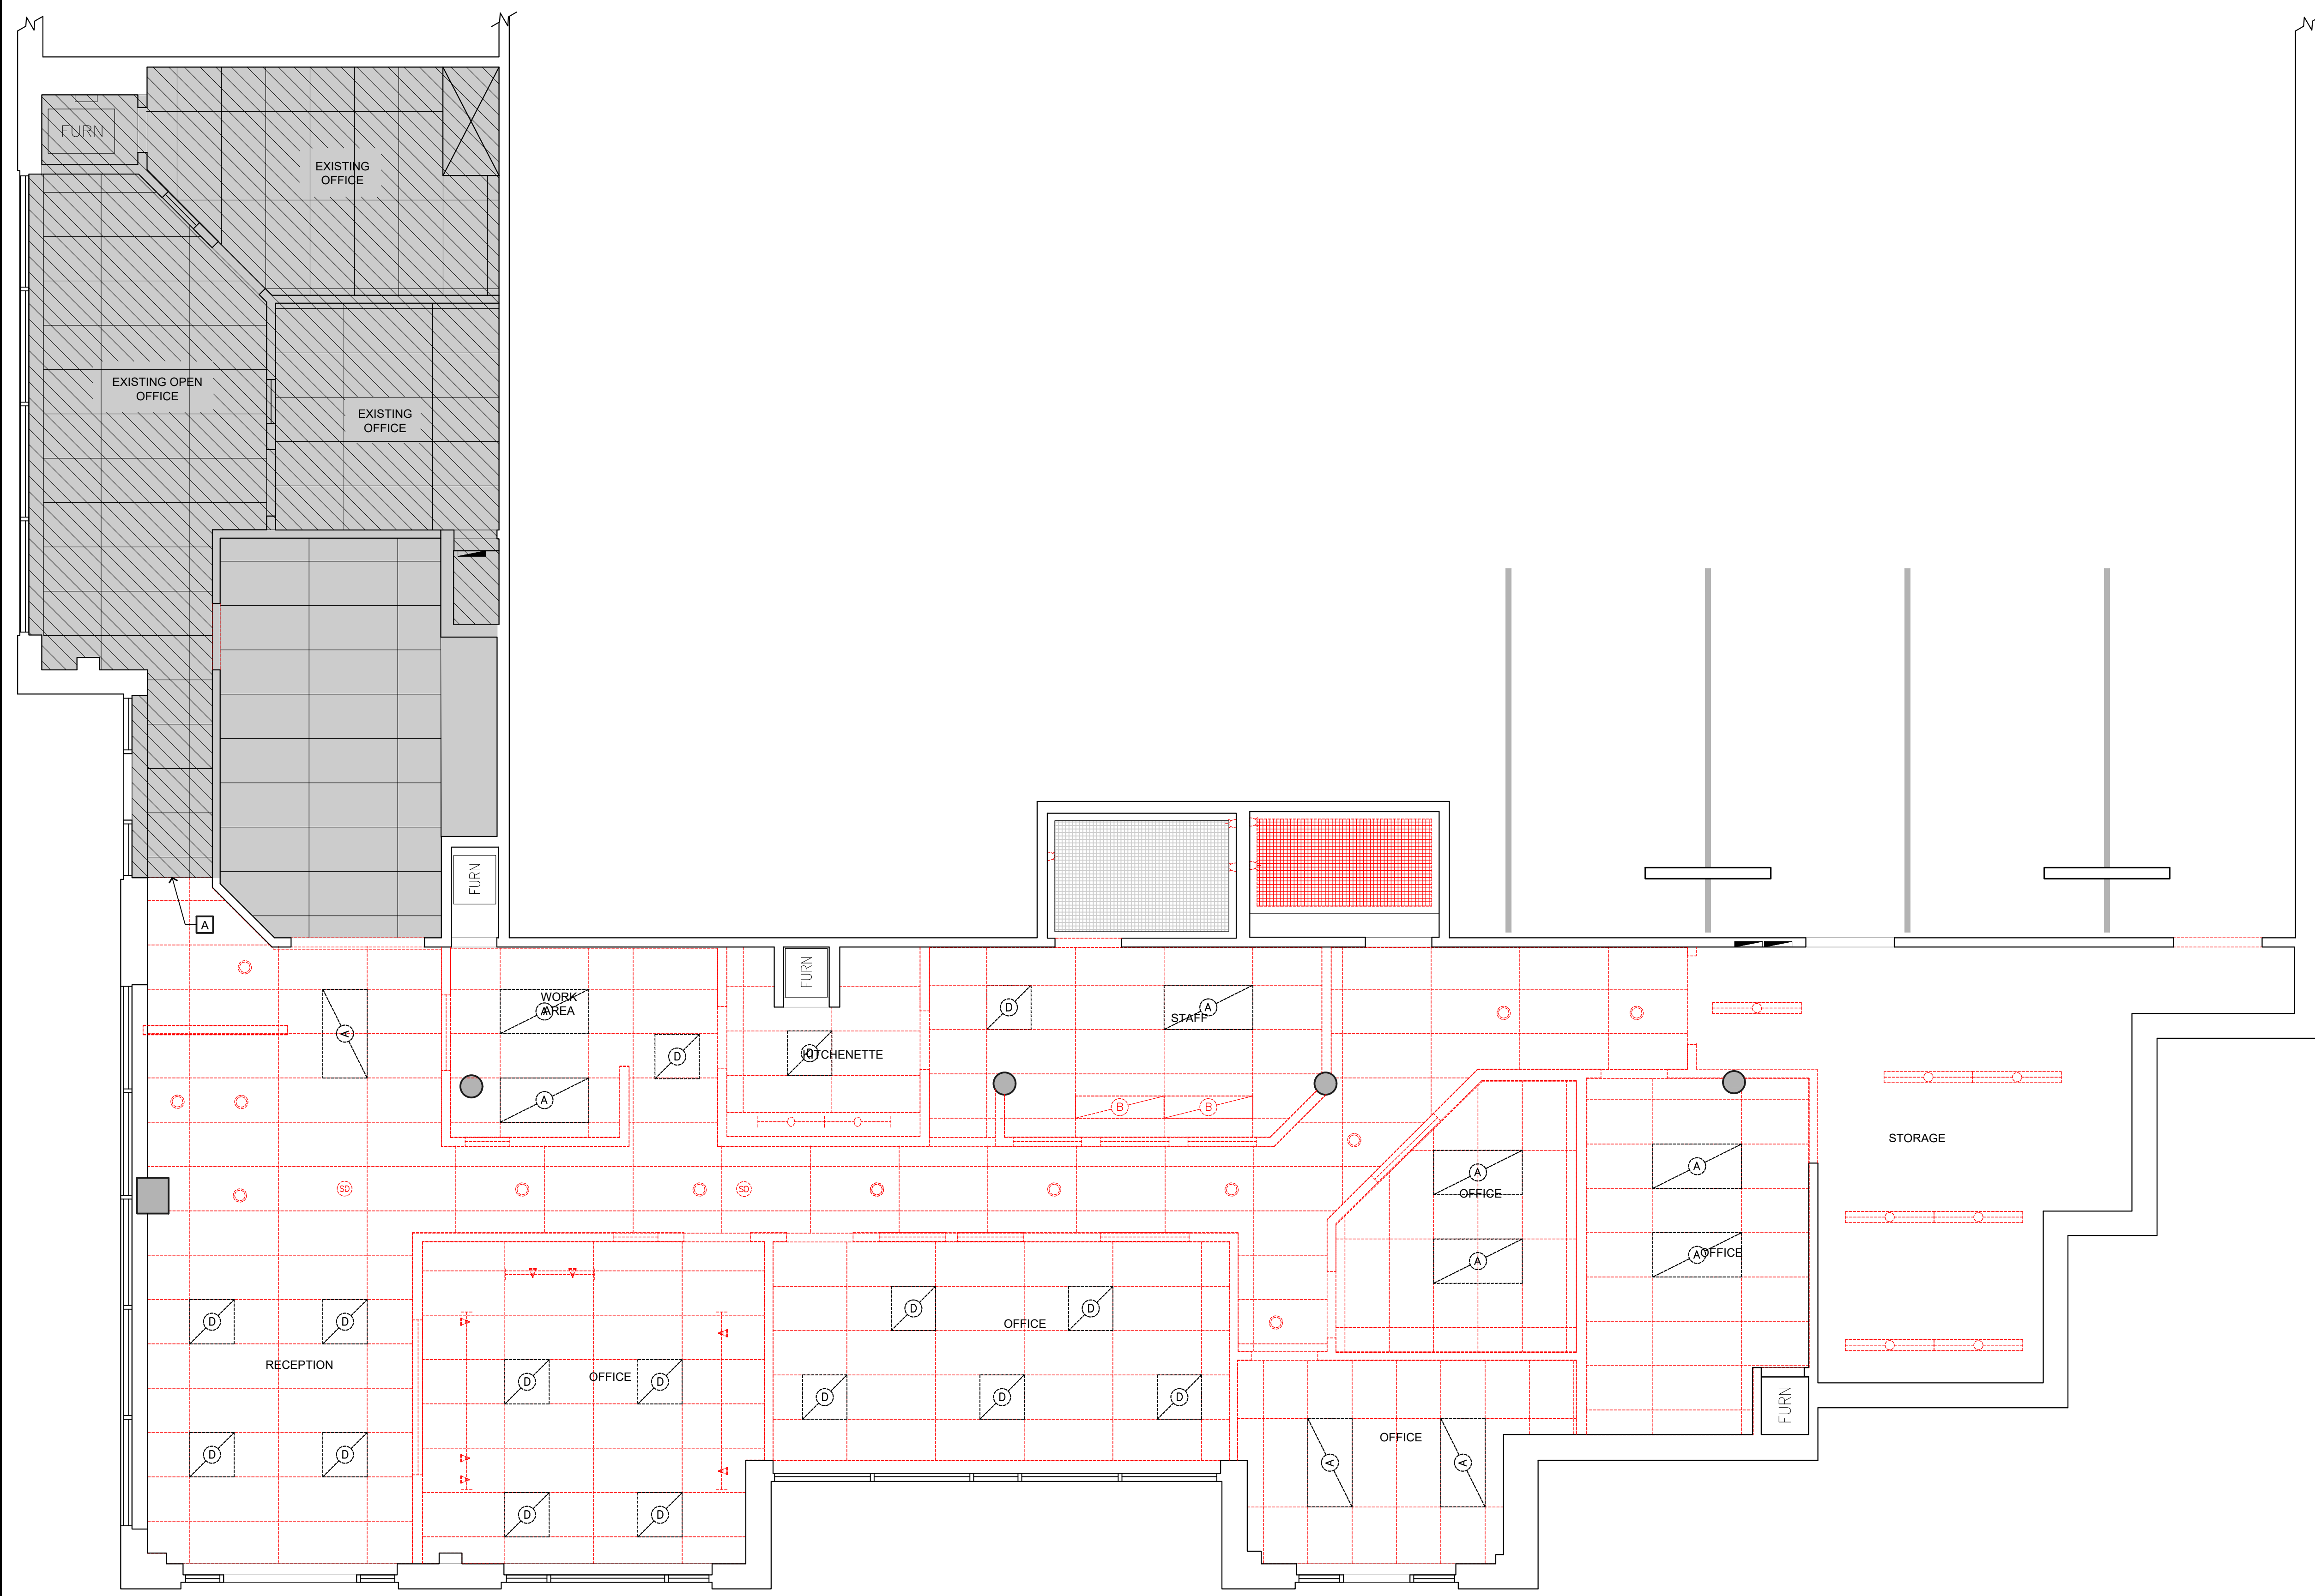 FURN
EXISTING
OFFICE
EXISTING OPEN
OFFICE
EXISTING
OFFICE
FURN
A
FURN
WORK
AREA
A
A
A
D
D
KITCHENETTE
D
A
STAFF
B
B
STORAGE
SD
SD
A
OFFICE
A
A
A
OFFICE
D
D
RECEPTION
D
D
D
D
OFFICE
D
D
D
D
OFFICE
D
D
D
OFFICE
A
A
FURN